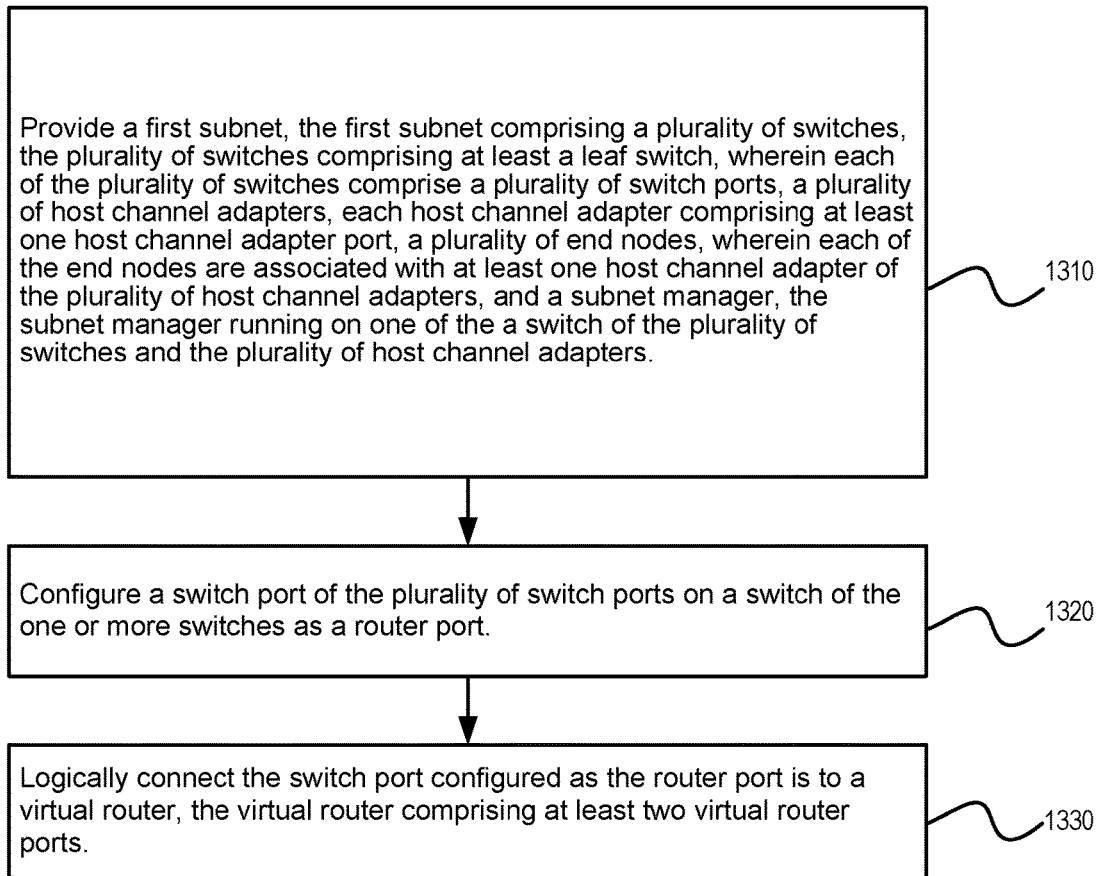 Provide a first subnet, the first subnet comprising a plurality of switches,
the plurality of switches comprising at least a leaf switch, wherein each
of the plurality of switches comprise a plurality of switch ports, a plurality
of host channel adapters, each host channel adapter comprising at least
one host channel adapter port, a plurality of end nodes, wherein each of
the end nodes are associated with at least one host channel adapter of
the plurality of host channel adapters, and a subnet manager, the
subnet manager running on one of the a switch of the plurality of
switches and the plurality of host channel adapters.
1310
Configure a switch port of the plurality of switch ports on a switch of the
one or more switches as a router port.
1320
Logically connect the switch port configured as the router port is to a
virtual router, the virtual router comprising at least two virtual router
ports.
1330